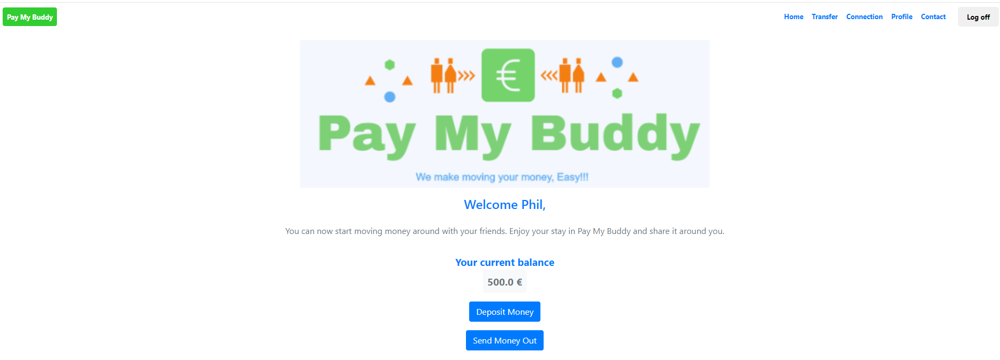 Pay My Buddy
Home Transfer Connection Profile Contact Log off
€
Pay My Buddy
We make moving your money, Easy!!!
Welcome Phil,
You can now start moving money around with your friends. Enjoy your stay in Pay My Buddy and share it around you.
Your current balance
500.0 €
Deposit Money
Send Money Out